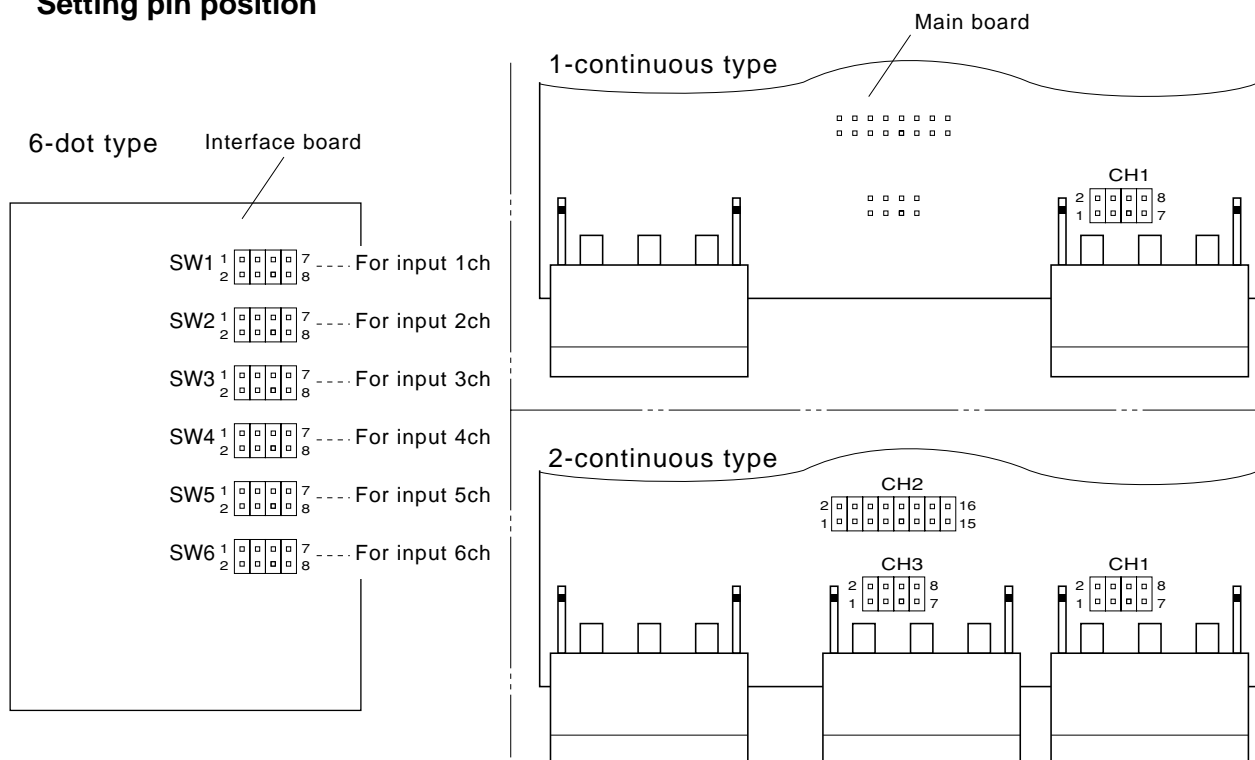 Setting pin position
6-dot type
Interface board
SW1 1 2 7 8 For input 1ch
SW2 1 2 7 8 For input 2ch
SW3 1 2 7 8 For input 3ch
SW4 1 2 7 8 For input 4ch
SW5 1 2 7 8 For input 5ch
SW6 1 2 7 8 For input 6ch
Main board
1-continuous type
CH1
2 8
1 7
2-continuous type
CH2
2 16
1 15
CH3
2 8
1 7
CH1
2 8
1 7